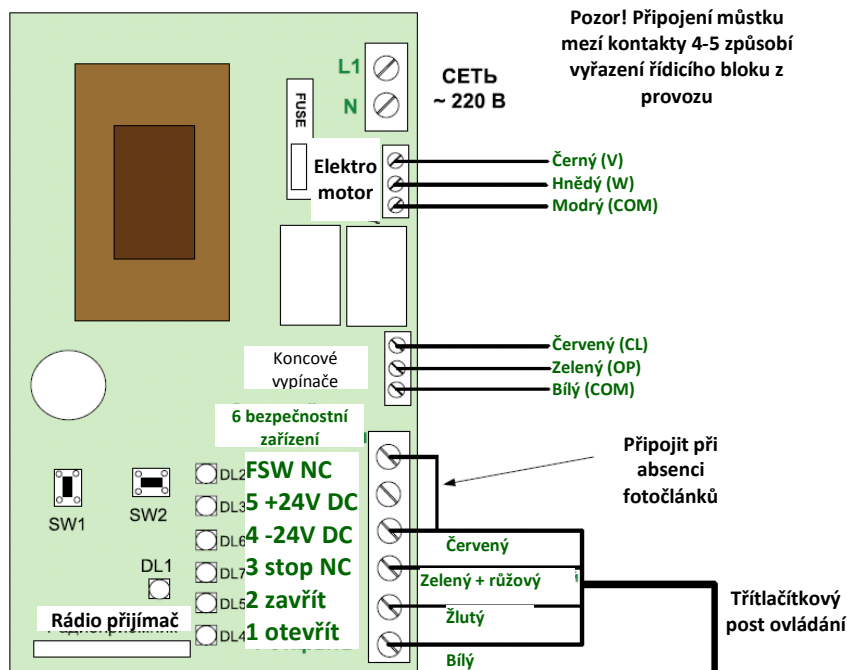 Pozor! Připojení můstku
mezí kontakty 4-5 způsobí
vyřazení řídicího bloku z
provozu
L1
N
СЕТЬ
~ 220 В
FUSE
Elektro
motor
Černý (V)
Hnědý (W)
Modrý (COM)
Koncové
vypínače
Červený (CL)
Zelený (OP)
Bílý (COM)
6 bezpečnostní
zařízení
Připojit při
absenci
fotočlánků
DL2 FSW NC
DL3 5 +24V DC
DL6 4 -24V DC
DL7 3 stop NC
DL5 2 zavřít
DL4 1 otevřít
SW1
SW2
DL1
Rádio přijímač
Červený
Zelený + růžový
Žlutý
Bílý
Třítlačítkový
post ovládání